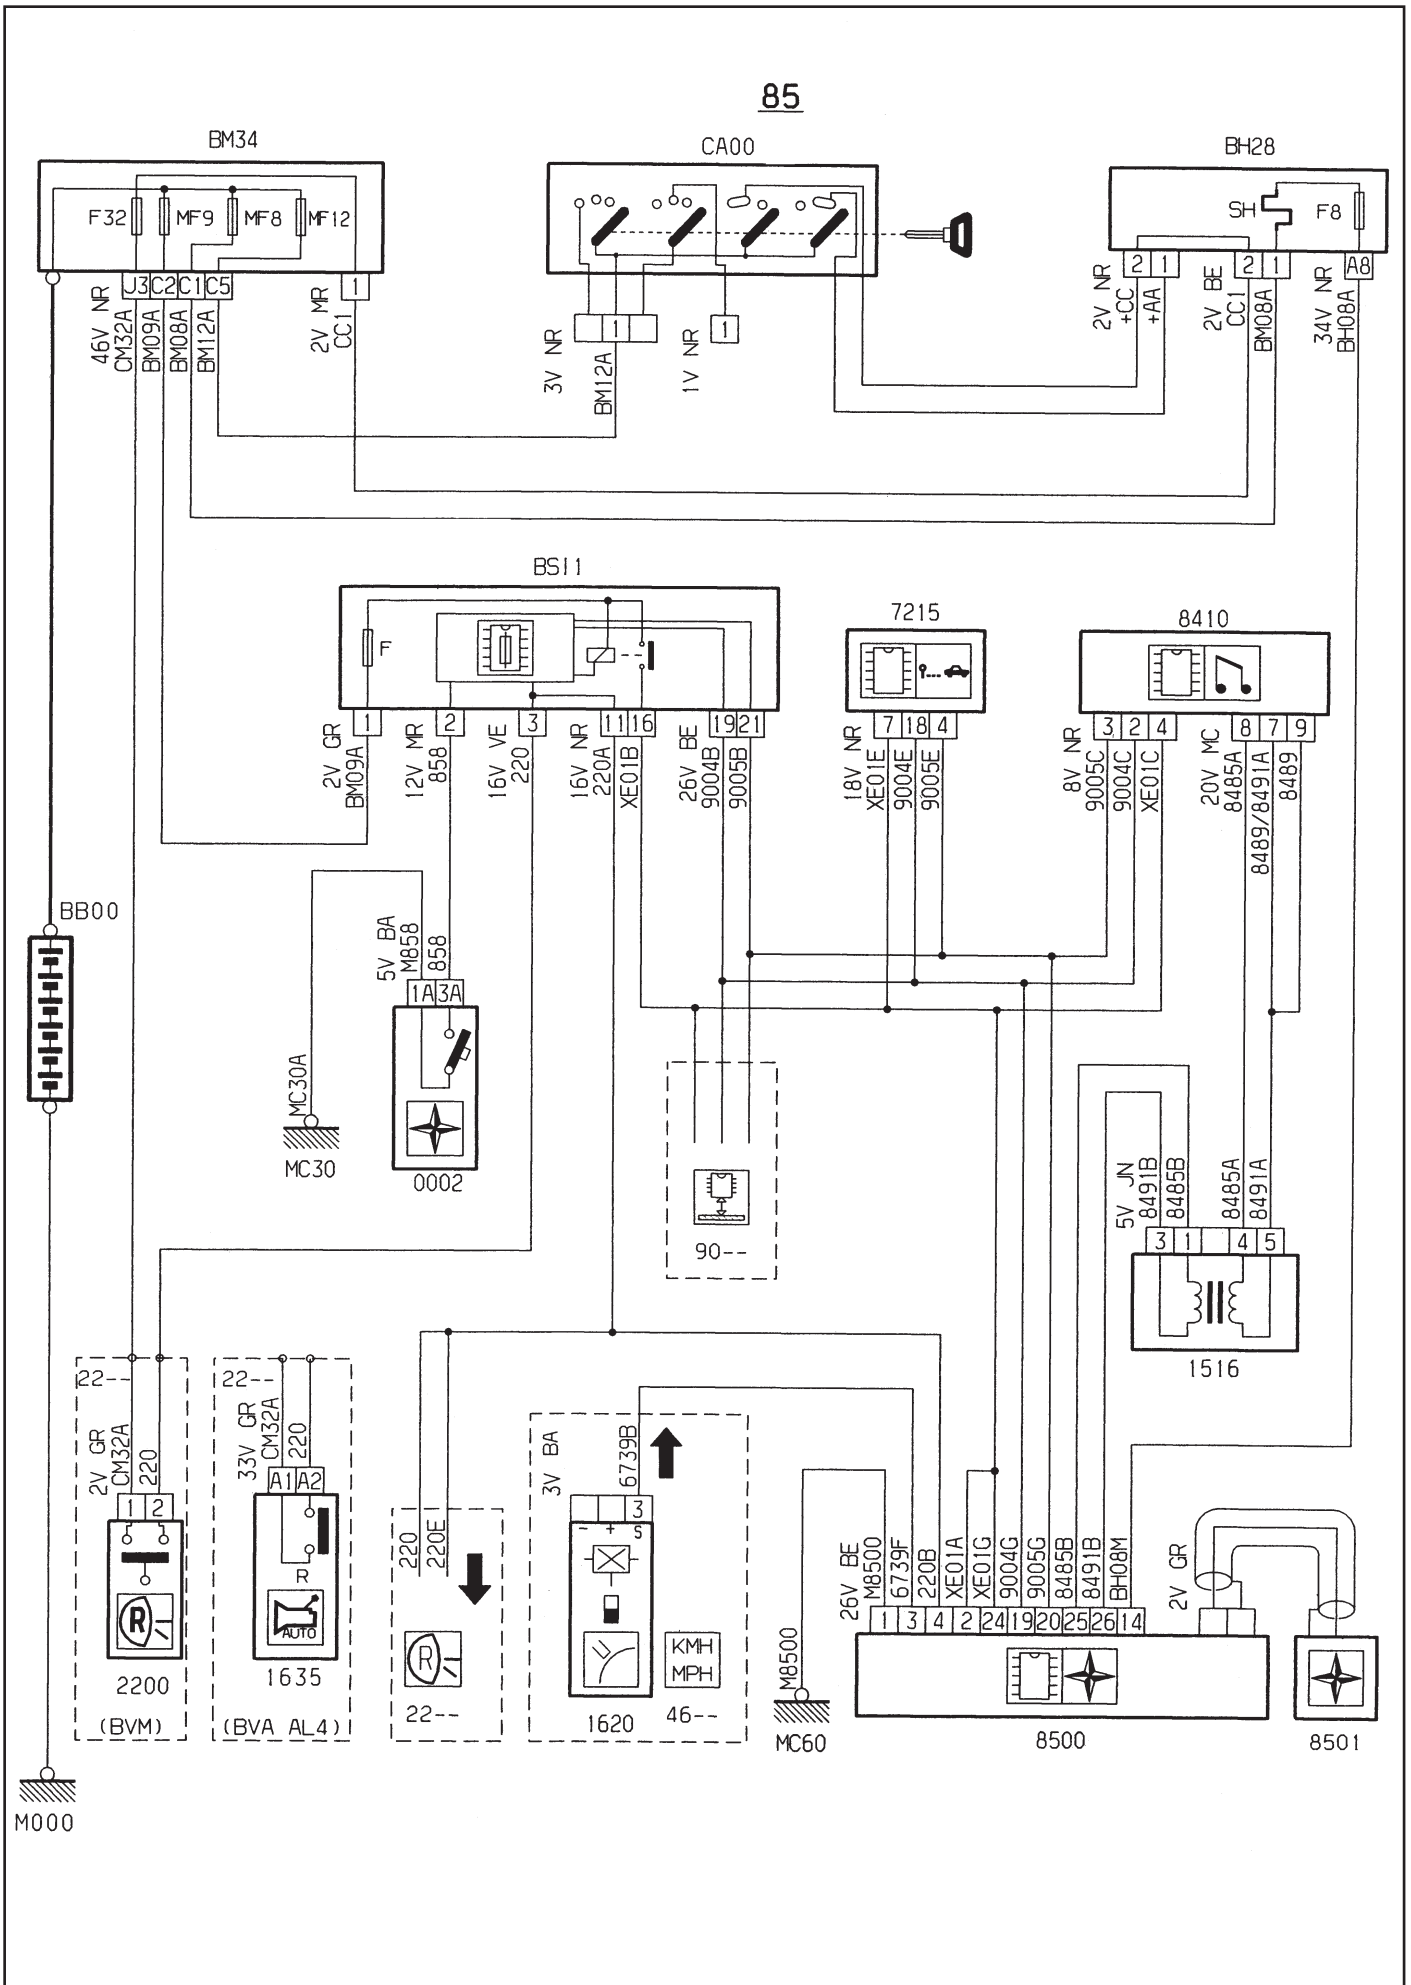 85
BM34
CA00
BH28
F32
MF9
MF8
MF12
SH
F8
J3
C2
C1
C5
1
46V NR
CM32A
BM09A
BM08A
BM12A
2V MR
CC1
1
3V NR
BM12A
1
1V NR
2
1
2
1
A8
2V NR
+CC
+AA
2V BE
CC1
BM08A
34V NR
BH08A
BSI1
7215
8410
F
1
2
3
11
16
19
21
2V GR
BM09A
12V MR
858
16V VE
220
16V NR
220A
XE01B
26V BE
9004B
9005B
7
18
4
18V NR
XE01E
9004E
9005E
3
2
4
8
7
9
8V NR
9005C
9004C
XE01C
20V MC
8485A
8489/8491A
8489
BB00
5V BA
M858
858
1A
3A
MC30A
MC30
0002
90--
5V JN
8491B
8485B
8485A
8491A
3
1
4
5
1516
22--
2V GR
CM32A
220
1
2
R
2200
(BVM)
22--
33V GR
CM32A
220
A1
A2
R
AUTO
1635
(BVA AL4)
220
220E
R
22--
3V BA
6739B
3
-
+
S
KMH
MPH
1620
46--
M8500
MC60
26V BE
M8500
6739F
220B
XE01A
XE01G
9004G
9005G
8485B
8491B
BH08M
1
3
4
2
24
19
20
25
26
14
2V GR
8500
8501
M000